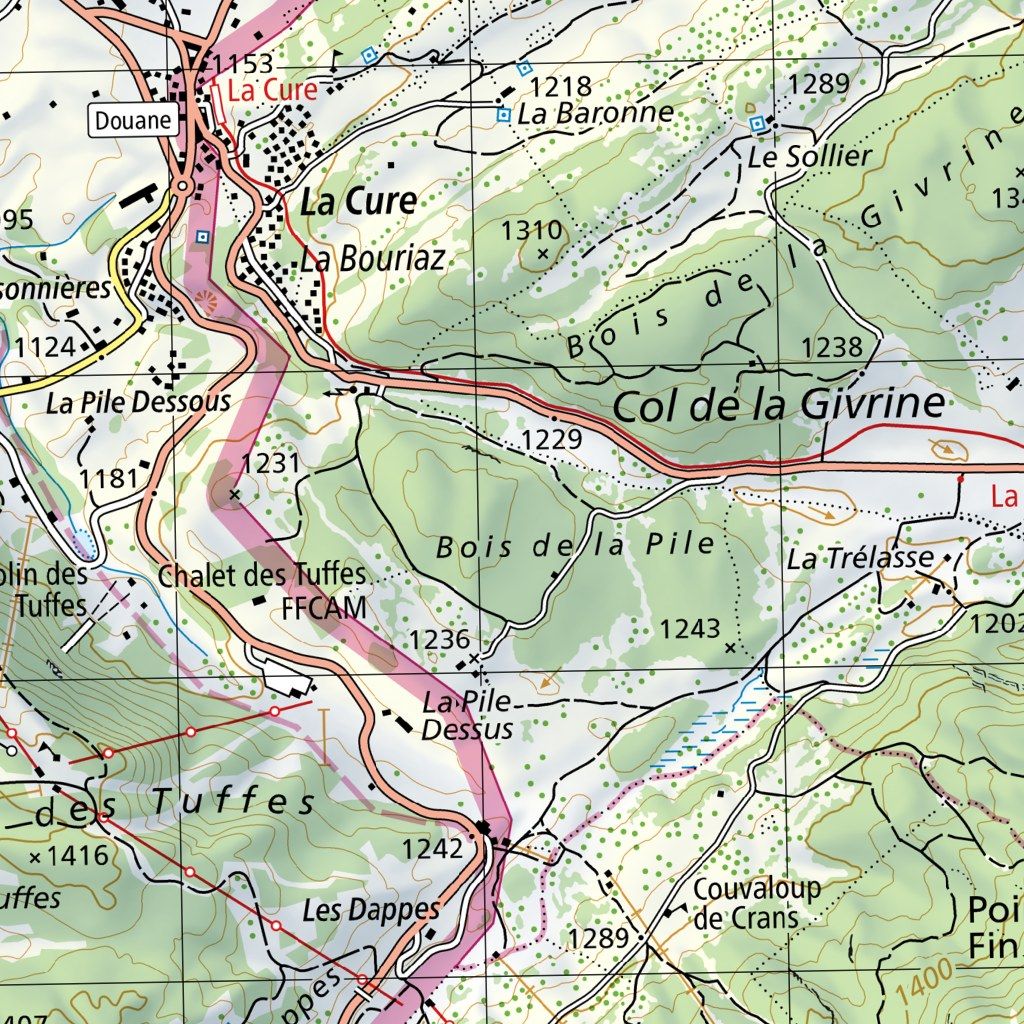 1153
La Cure
Douane
1218
La Baronne
1289
Le Sollier
La Cure
1310
La Bouriaz
Bois de la Givrine
1124
1238
La Pile Dessous
Col de la Givrine
1229
1231
1181
La
Bois de la Pile
La Trélasse
Chalet des Tuffes
FFCAM
Tuffes
1236
1243
1202
La Pile
Dessus
des Tuffes
1242
1416
Les Dappes
Couvaloup
de Crans
1289
1400